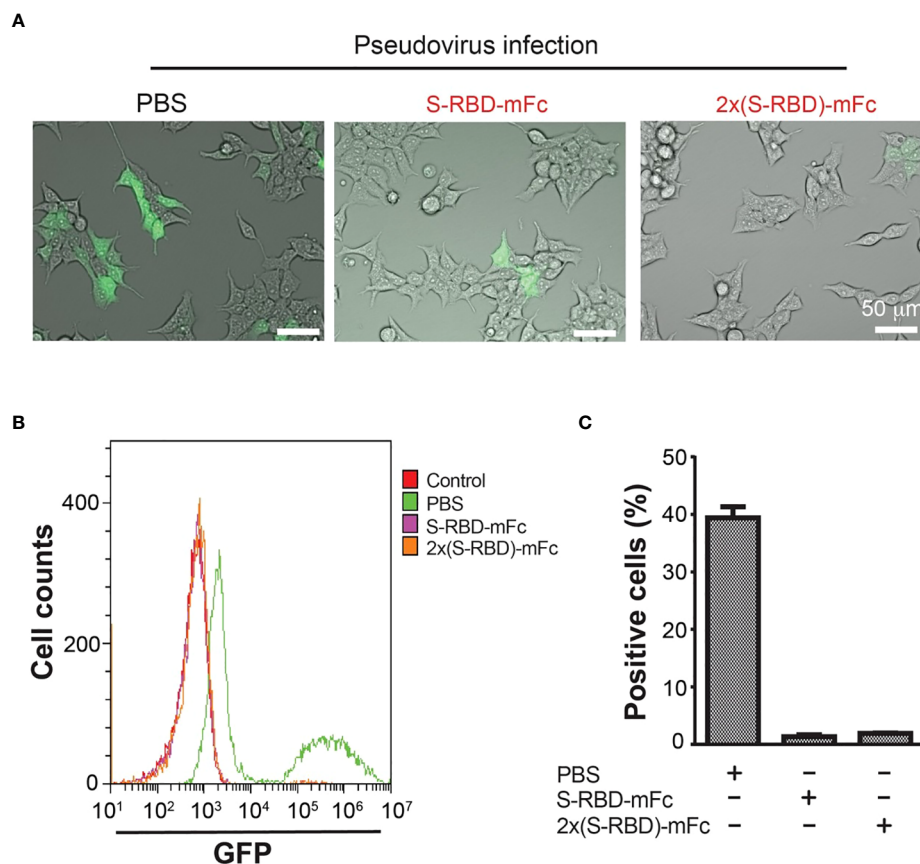 A
Pseudovirus infection
PBS
S-RBD-mFc
2x(S-RBD)-mFc
50 μm
B
Cell counts
400
200
0
10¹ 10² 10³ 10⁴ 10⁵ 10⁶ 10⁷
GFP
Control
PBS
S-RBD-mFc
2x(S-RBD)-mFc
C
Positive cells (%)
50
40
30
20
10
0
PBS + – –
S-RBD-mFc – + –
2x(S-RBD)-mFc – – +